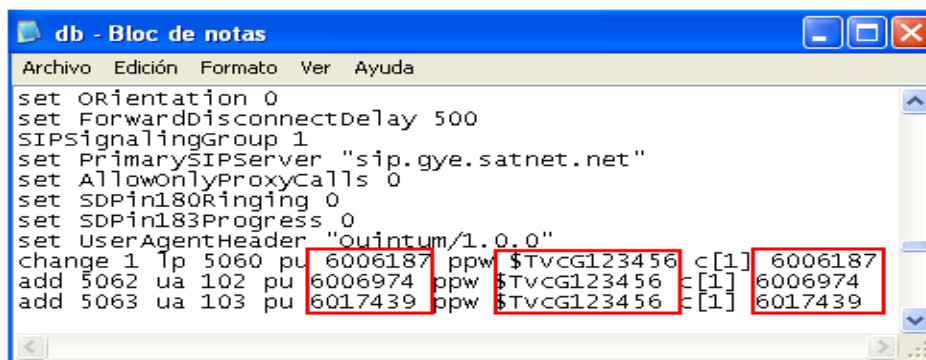 db - Bloc de notas
Archivo Edición Formato Ver Ayuda
set ORientation 0
set ForwardDisconnectDelay 500
SIPSignalingGroup 1
set PrimarySIPServer "sip.gye.satnet.net"
set AllowOnlyProxyCalls 0
set SDPin180Ringing 0
set SDPin183Progress 0
set UserAgentHeader "Quintum/1.0.0"
change 1 lp 5060 pu 6006187 ppw $TvcG123456 c[1] 6006187
add 5062 ua 102 pu 6006974 ppw $TvcG123456 c[1] 6006974
add 5063 ua 103 pu 6017439 ppw $TvcG123456 c[1] 6017439